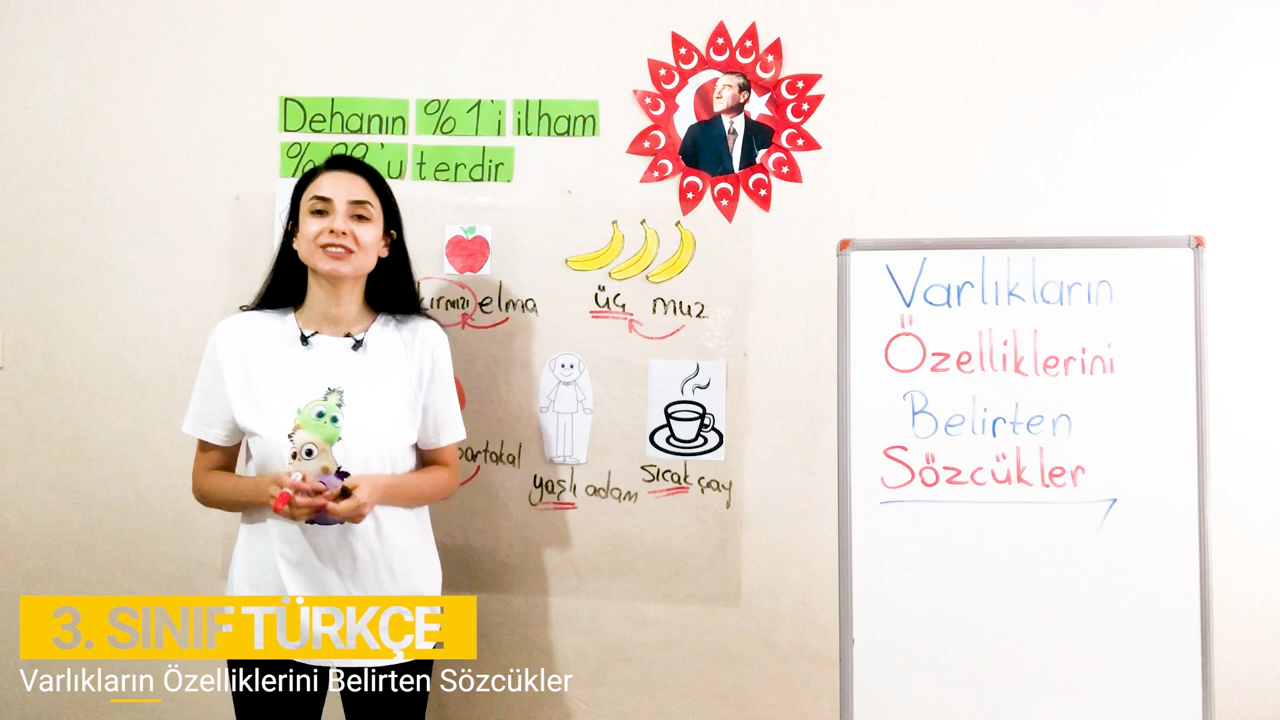 Dehanın %1'i ilham
%99'u terdir.
kırmızı elma
üç muz
portakal
yaşlı adam
sıcak çay
Varlıkların
Özelliklerini
Belirten
Sözcükler
3. SINIF TÜRKÇE
Varlıkların Özelliklerini Belirten Sözcükler